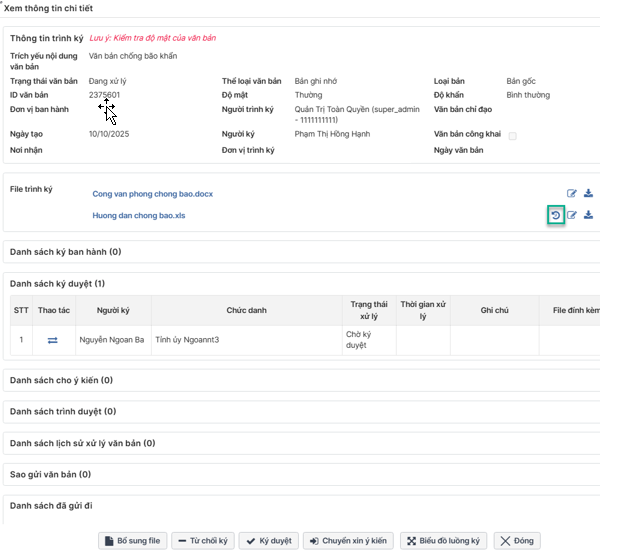 Xem thông tin chi tiết
Thông tin trình ký Lưu ý: Kiểm tra độ mật của văn bản
Trích yếu nội dung văn bản Văn bản chống bão khẩn
Trạng thái văn bản Đang xử lý Thể loại văn bản Bản ghi nhớ Loại bản Bản gốc
ID văn bản 2375601 Độ mật Thường Độ khẩn Bình thường
Đơn vị ban hành Người trình ký Quản Trị Toàn Quyền (super_admin - 1111111111) Văn bản chỉ đạo
Ngày tạo 10/10/2025 Người ký Phạm Thị Hồng Hạnh Văn bản công khai
Nơi nhận Đơn vị trình ký Ngày văn bản
File trình ký
Cong van phong chong bao.docx
Huong dan chong bao.xls
Danh sách ký ban hành (0)
Danh sách ký duyệt (1)
STT Thao tác Người ký Chức danh Trạng thái xử lý Thời gian xử lý Ghi chú File đính kèm
1 Nguyễn Ngoan Ba Tỉnh ủy Ngoannt3 Chờ ký duyệt
Danh sách cho ý kiến (0)
Danh sách trình duyệt (0)
Danh sách lịch sử xử lý văn bản (0)
Sao gửi văn bản (0)
Danh sách đã gửi đi
Bổ sung file Từ chối ký Ký duyệt Chuyển xin ý kiến Biểu đồ luồng ký Đóng